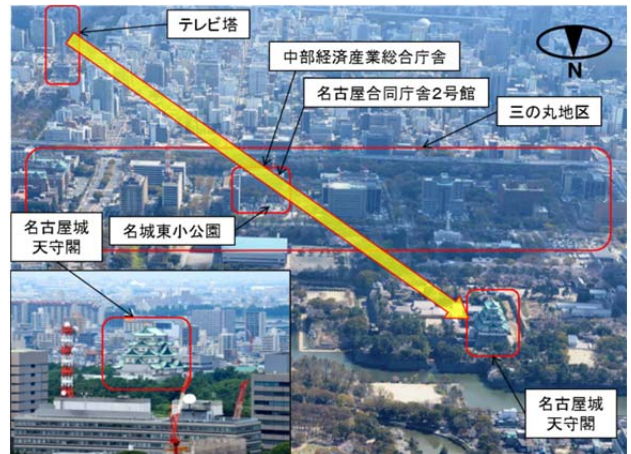 テレビ塔
中部経済産業総合庁舎
名古屋合同庁舎2号館
N
三の丸地区
名古屋城
天守閣
名城東小公園
名古屋城
天守閣